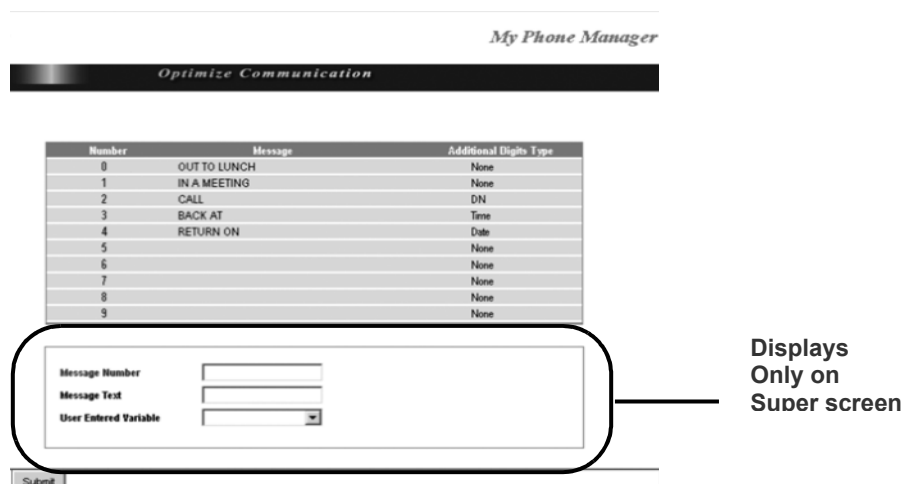 My Phone Manager
Optimize Communication
Number Message Additional Digits Type
0 OUT TO LUNCH None
1 IN A MEETING None
2 CALL DN
3 BACK AT Time
4 RETURN ON Date
5 None
6 None
7 None
8 None
9 None
Message Number
Message Text
User Entered Variable
Displays
Only on
Super screen
Submit